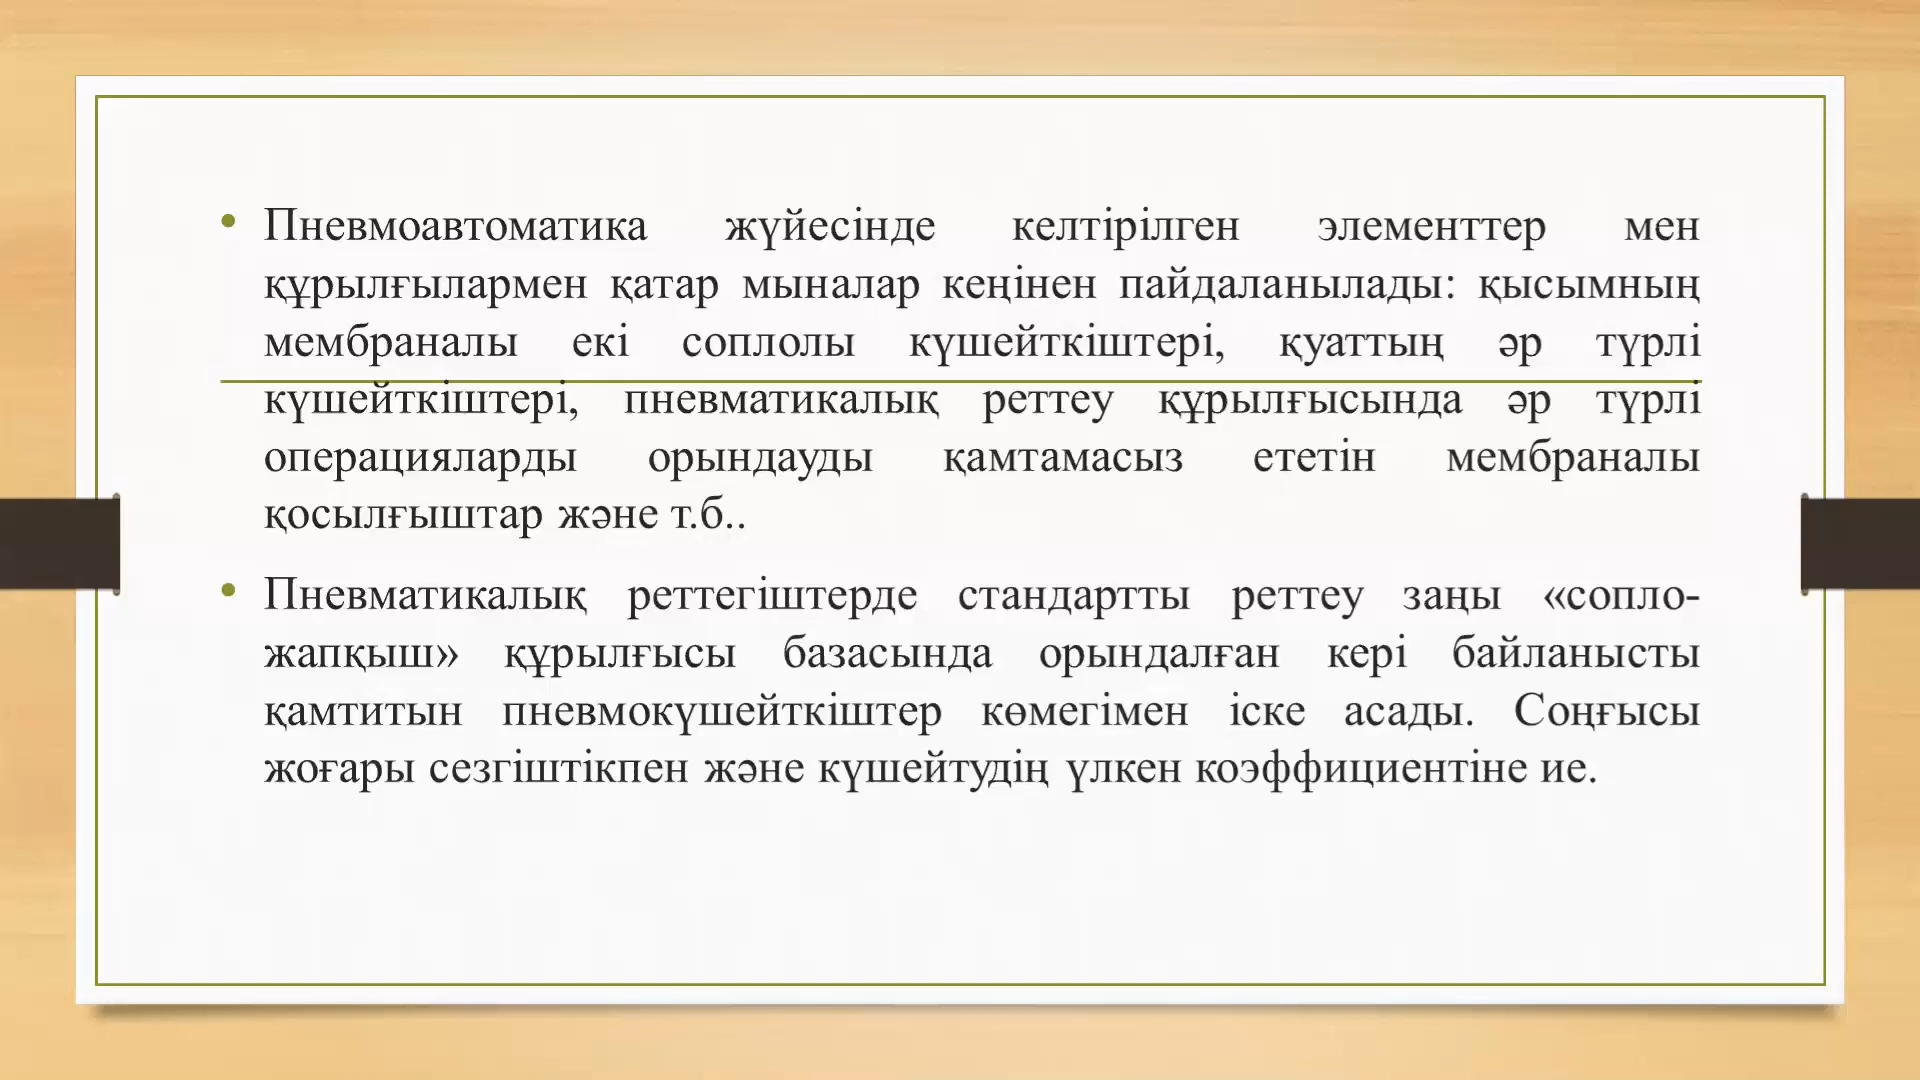 • Пневмоавтоматика жүйесінде келтірілген элементтер мен
құрылғылармен қатар мыналар кеңінен пайдаланылады: қысымның
мембраналы екі соплолы күшейткіштері, қуаттың әр түрлі
күшейткіштері, пневматикалық реттеу құрылғысында әр түрлі
операцияларды орындауды қамтамасыз ететін мембраналы
қосылғыштар және т.б..
• Пневматикалық реттегіштерде стандартты реттеу заңы «сопло-
жапқыш» құрылғысы базасында орындалған кері байланысты
қамтитын пневмокүшейткіштер көмегімен іске асады. Соңғысы
жоғары сезгіштікпен және күшейтудің үлкен коэффициентіне ие.